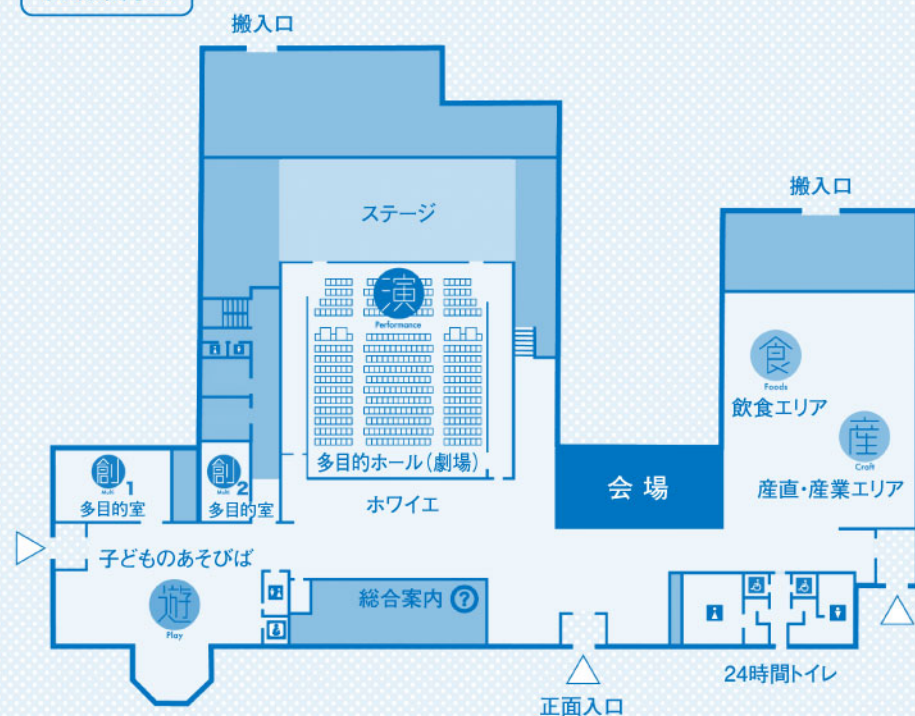 搬入口
搬入口
ステージ
演
Performance
食
Foods
飲食エリア
産
Craft
産直・産業エリア
多目的ホール(劇場)
会場
創 1
Multi
多目的室
創 2
Multi
多目的室
ホワイエ
子どものあそびば
遊
Play
総合案内 ?
24時間トイレ
正面入口